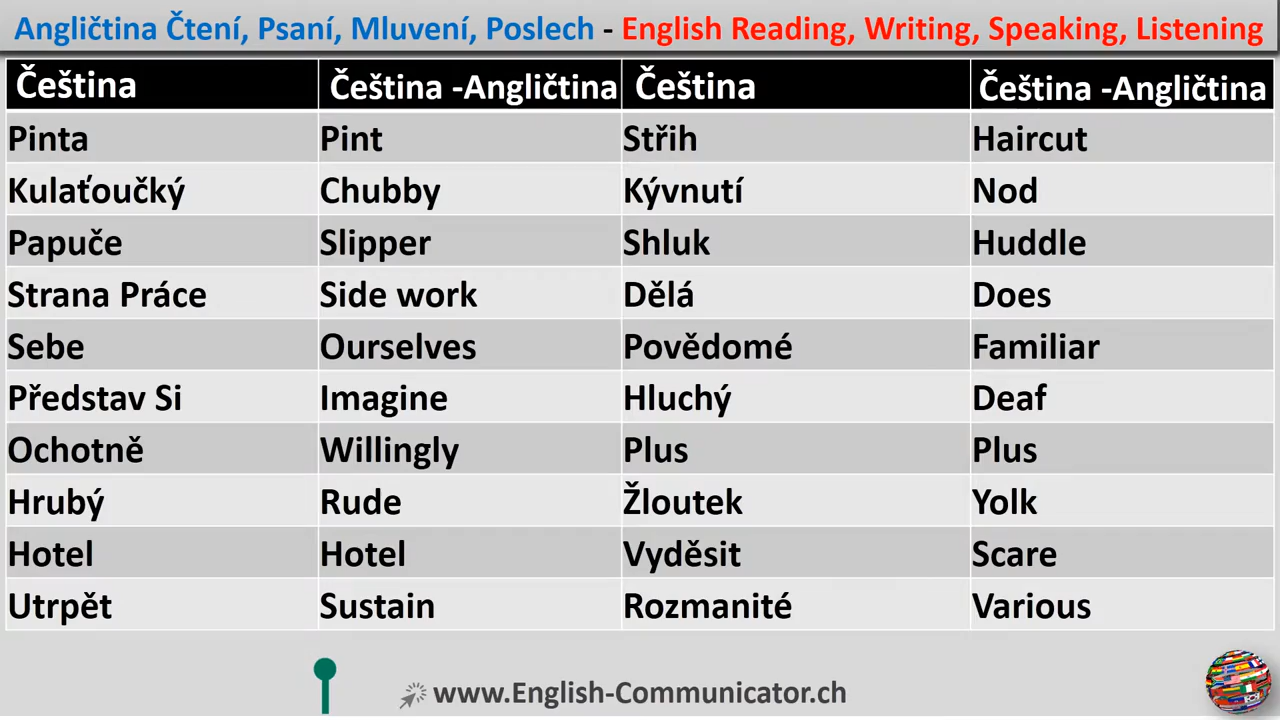 Angličtina Čtení, Psaní, Mluvení, Poslech - English Reading, Writing, Speaking, Listening
Čeština Čeština -Angličtina Čeština Čeština -Angličtina
Pinta Pint Střih Haircut
Kulaťoučký Chubby Kývnutí Nod
Papuče Slipper Shluk Huddle
Strana Práce Side work Dělá Does
Sebe Ourselves Povědomé Familiar
Představ Si Imagine Hluchý Deaf
Ochotně Willingly Plus Plus
Hrubý Rude Žloutek Yolk
Hotel Hotel Vyděsit Scare
Utrpět Sustain Rozmanité Various
www.English-Communicator.ch